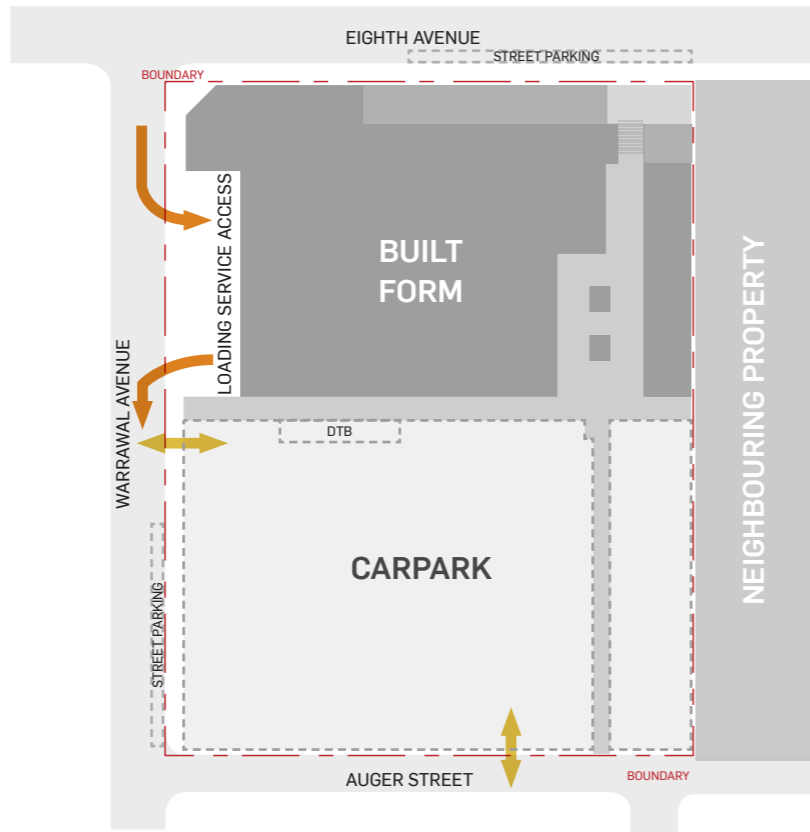 EIGHTH AVENUE
STREET PARKING
BOUNDARY
LOADING SERVICE ACCESS
BUILT
FORM
NEIGHBOURING PROPERTY
WARRAWAL AVENUE
DTB
CARPARK
STREET PARKING
AUGER STREET
BOUNDARY